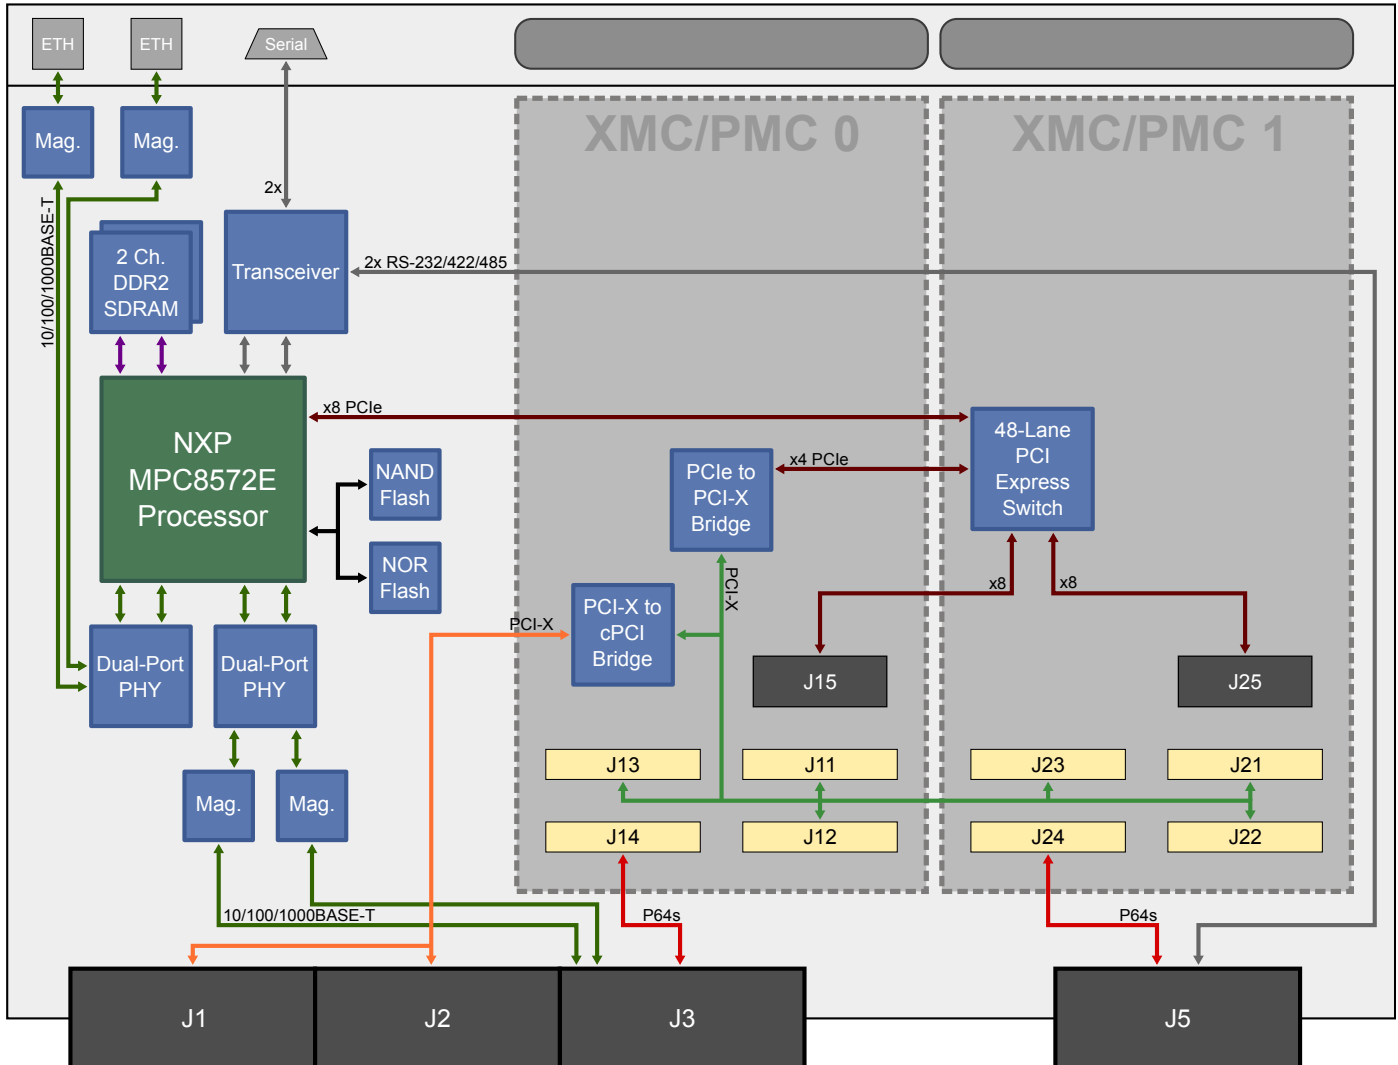 ETH
ETH
Serial
XMC/PMC 0
XMC/PMC 1
Mag.
Mag.
2x
10/100/1000BASE-T
2 Ch.
DDR2
SDRAM
Transceiver
2x RS-232/422/485
x8 PCIe
NXP
MPC8572E
Processor
NAND
Flash
NOR
Flash
PCIe to
PCI-X
Bridge
x4 PCIe
48-Lane
PCI
Express
Switch
PCI-X
x8
x8
PCI-X
PCI-X to
cPCI
Bridge
Dual-Port
PHY
Dual-Port
PHY
J15
J25
J13
J11
J23
J21
Mag.
Mag.
J14
J12
J24
J22
10/100/1000BASE-T
P64s
P64s
J1
J2
J3
J5